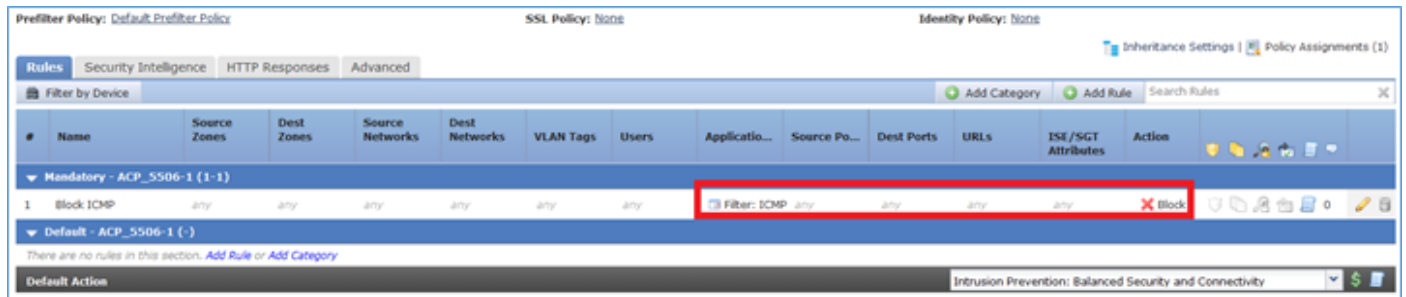 Prefilter Policy: Default Prefilter Policy SSL Policy: None Identity Policy: None
Inheritance Settings | Policy Assignments (1)
Rules Security Intelligence HTTP Responses Advanced
Filter by Device Add Category Add Rule Search Rules
# Name Source Zones Dest Zones Source Networks Dest Networks VLAN Tags Users Applicatio... Source Po... Dest Ports URLs ISE/SGT Attributes Action
Mandatory - ACP_5506-1 (1-1)
1 Block ICMP any any any any any any Filter: ICMP any any any any Block 0
Default - ACP_5506-1 (-)
There are no rules in this section. Add Rule or Add Category
Default Action Intrusion Prevention: Balanced Security and Connectivity $